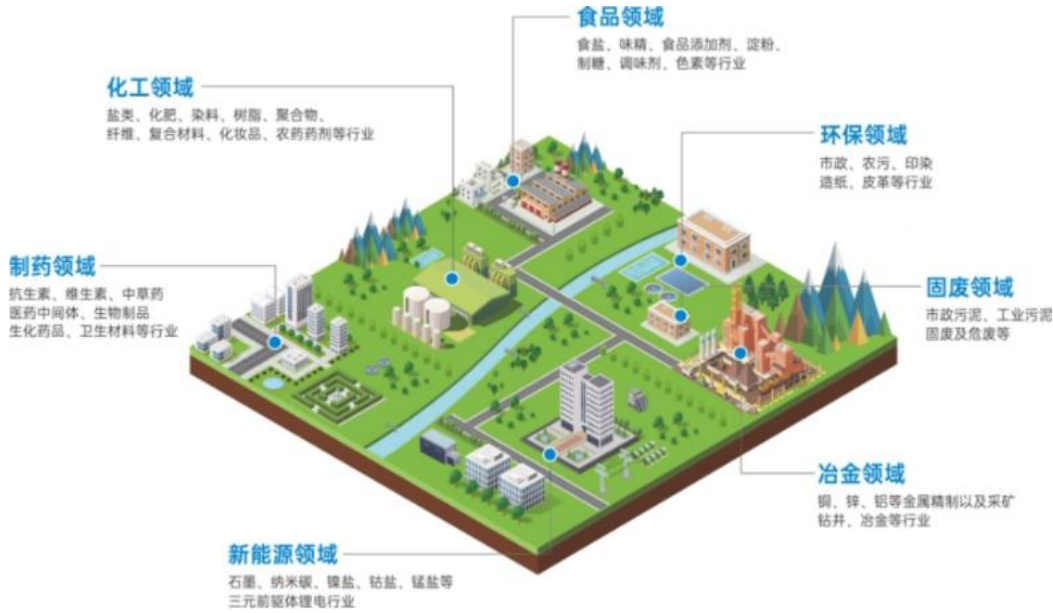 食品领域
食盐、味精、食品添加剂、淀粉、
制糖、调味剂、色素等行业
化工领域
盐类、化肥、染料、树脂、聚合物、
纤维、复合材料、化妆品、农药药剂等行业
环保领域
市政、农污、印染
造纸、皮革等行业
制药领域
抗生素、维生素、中草药
医药中间体、生物制品
生化药品、卫生材料等行业
固废领域
市政污泥、工业污泥
固废及危废等
冶金领域
铜、锌、铝等金属精制以及采矿
钻井、冶金等行业
新能源领域
石墨、纳米碳、镍盐、钴盐、锰盐等
三元前驱体锂电行业